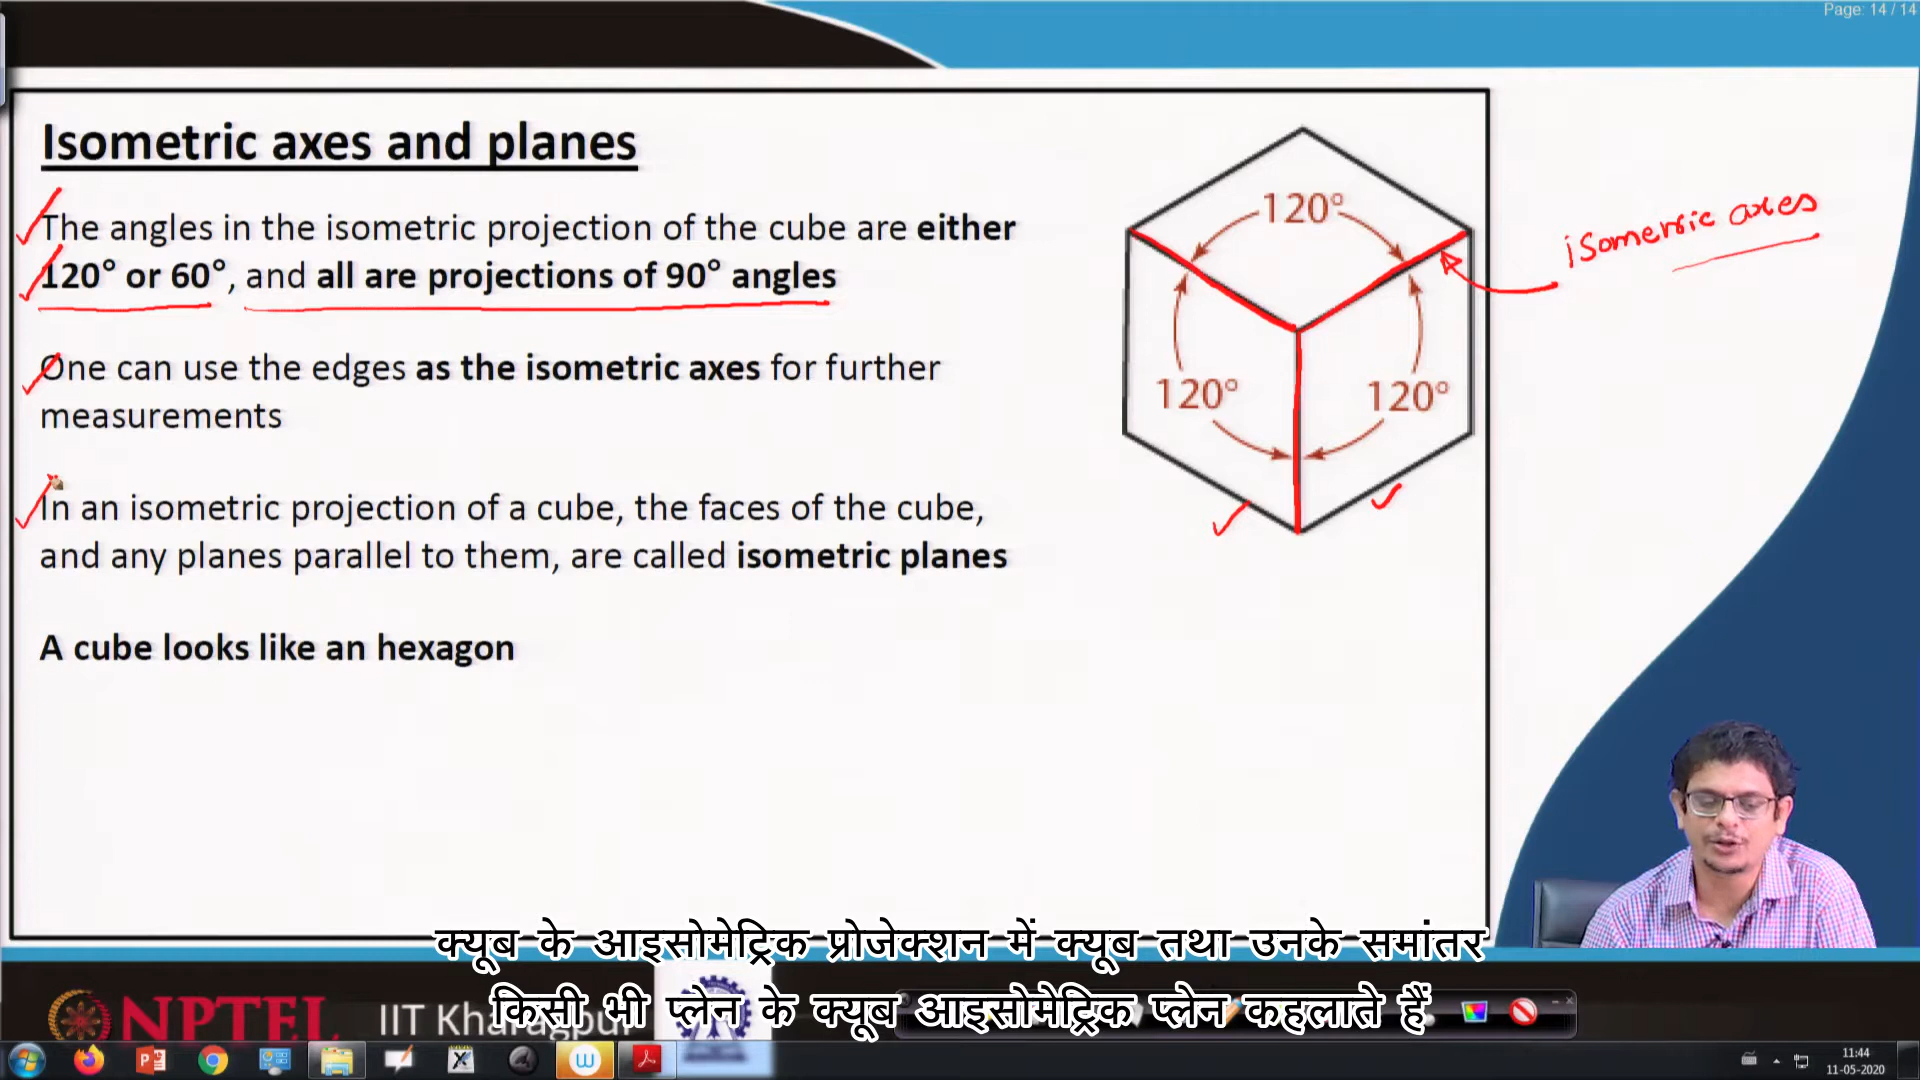 Page: 14 / 14
Isometric axes and planes
The angles in the isometric projection of the cube are either
120° or 60°, and all are projections of 90° angles
One can use the edges as the isometric axes for further
measurements
In an isometric projection of a cube, the faces of the cube,
and any planes parallel to them, are called isometric planes
A cube looks like an hexagon
120°
120°
120°
isometric axes
क्यूब के आइसोमेट्रिक प्रोजेक्शन में क्यूब तथा उनके समांतर
किसी भी प्लेन के क्यूब आइसोमेट्रिक प्लेन कहलाते हैं
NPTEL
IIT Kharagpur
11:44
11-05-2020